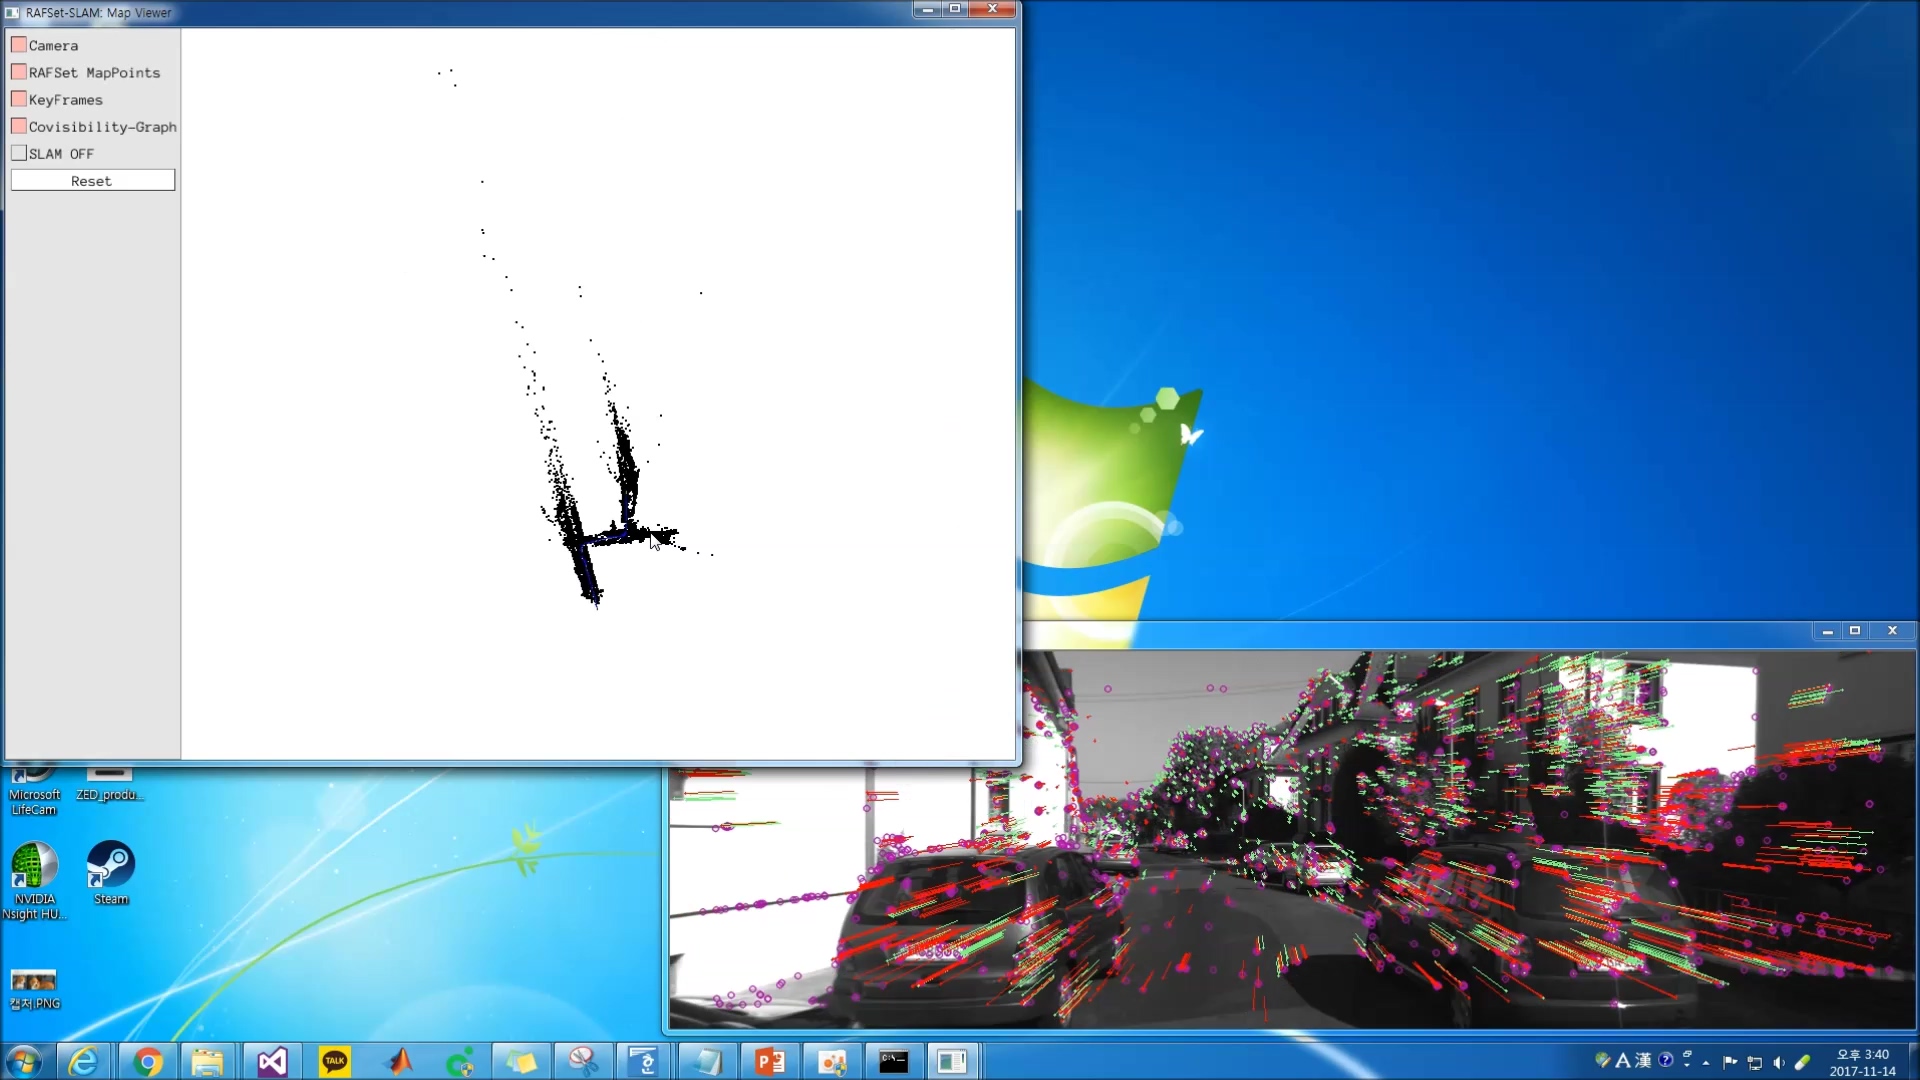 RAFSet-SLAM: Map Viewer
Camera
RAFSet MapPoints
KeyFrames
Covisibility-Graph
SLAM OFF
Reset
Microsoft
LifeCam
ZED_produ...
NVIDIA
Nsight HU...
Steam
캡처.PNG
TALK
C:\_
A 漢
오후 3:40
2017-11-14